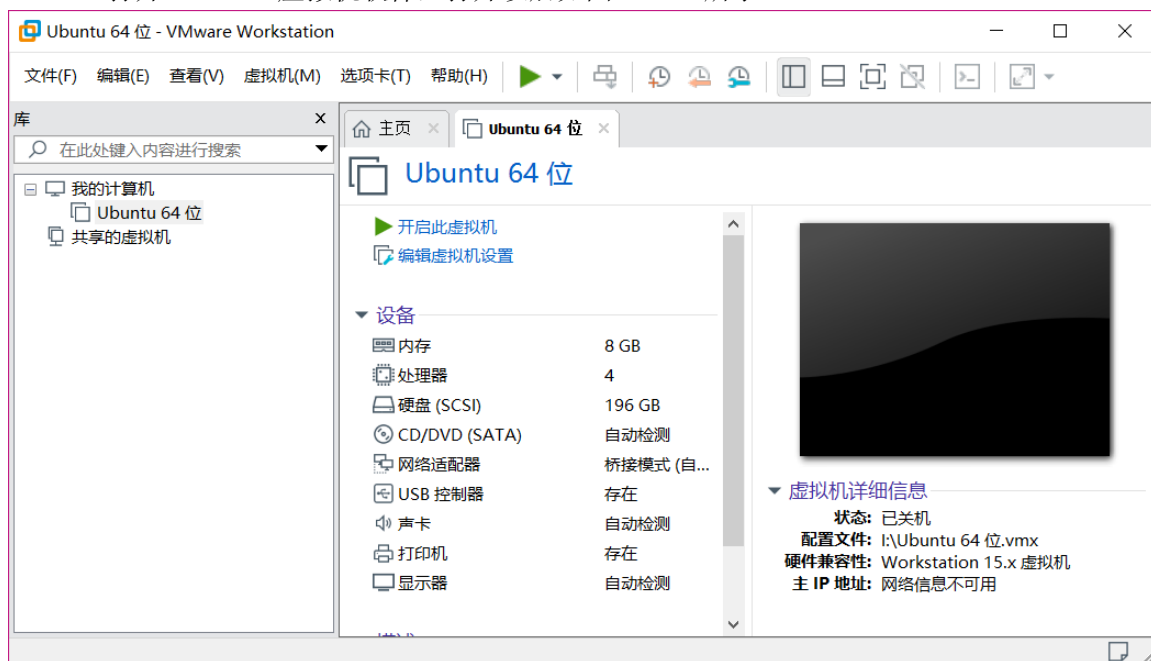 Ubuntu 64 位 - VMware Workstation
文件(F) 编辑(E) 查看(V) 虚拟机(M) 选项卡(T) 帮助(H)
库 x
在此处键入内容进行搜索
我的计算机
Ubuntu 64 位
共享的虚拟机
主页 Ubuntu 64 位
Ubuntu 64 位
开启此虚拟机
编辑虚拟机设置
设备
内存 8 GB
处理器 4
硬盘 (SCSI) 196 GB
CD/DVD (SATA) 自动检测
网络适配器 桥接模式 (自...
USB 控制器 存在
声卡 自动检测
打印机 存在
显示器 自动检测
虚拟机详细信息
状态: 已关机
配置文件: I:\Ubuntu 64 位.vmx
硬件兼容性: Workstation 15.x 虚拟机
主 IP 地址: 网络信息不可用